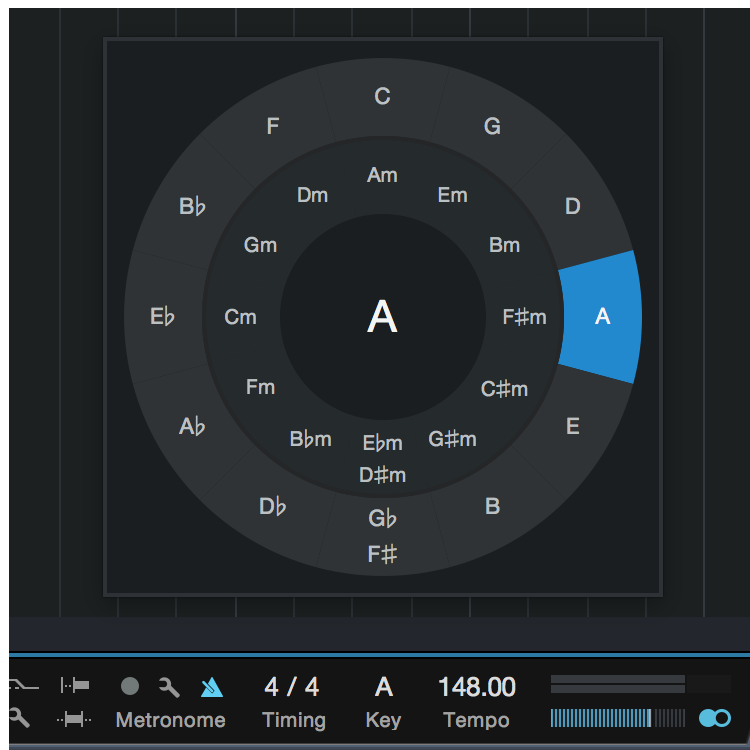 C
F
G
Am
Dm
Em
B♭
D
Gm
Bm
E♭
Cm
A
F♯m
A
Fm
C♯m
A♭
E
B♭m
E♭m
G♯m
D♯m
D♭
B
G♭
F♯
4 / 4
A
148.00
Metronome
Timing
Key
Tempo